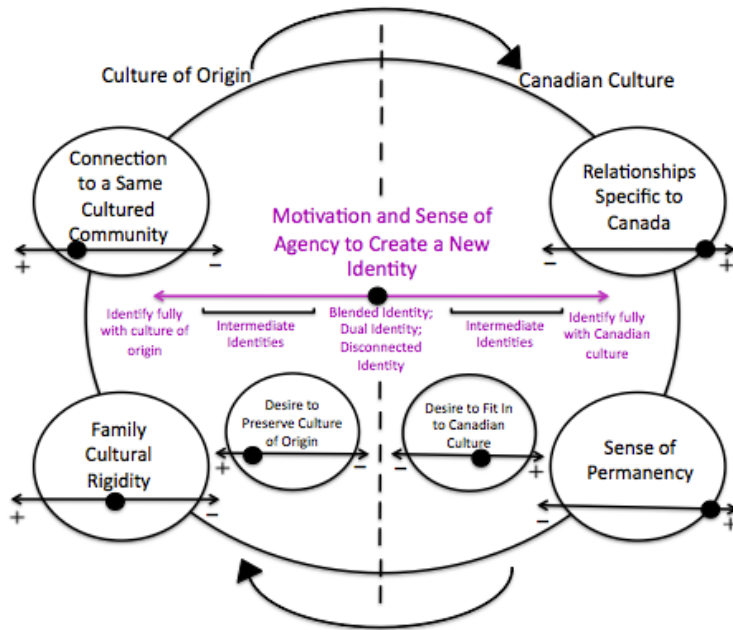 Culture of Origin
Canadian Culture
Connection
to a Same
Cultured
Community
+
–
Relationships
Specific to
Canada
–
+
Motivation and Sense of
Agency to Create a New
Identity
Identify fully
with culture of
origin
Intermediate
Identities
Blended Identity;
Dual Identity;
Disconnected
Identity
Intermediate
Identities
Identify fully
with Canadian
culture
Family
Cultural
Rigidity
+
–
Desire to
Preserve Culture
of Origin
+
–
Desire to Fit In
to Canadian
Culture
–
+
Sense of
Permanency
–
+